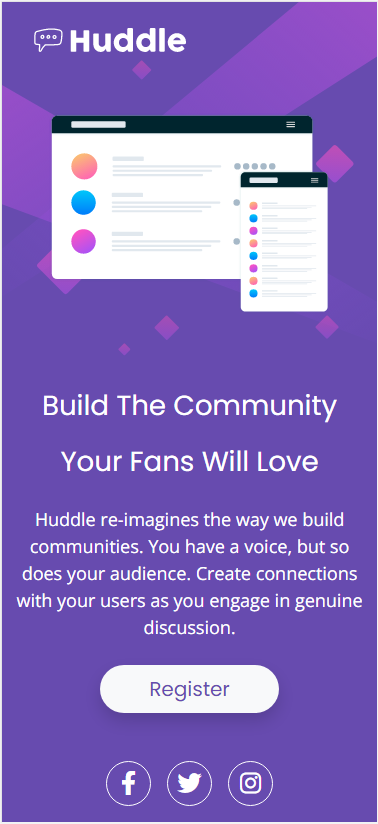 Huddle
Build The Community
Your Fans Will Love
Huddle re-imagines the way we build
communities. You have a voice, but so
does your audience. Create connections
with your users as you engage in genuine
discussion.
Register